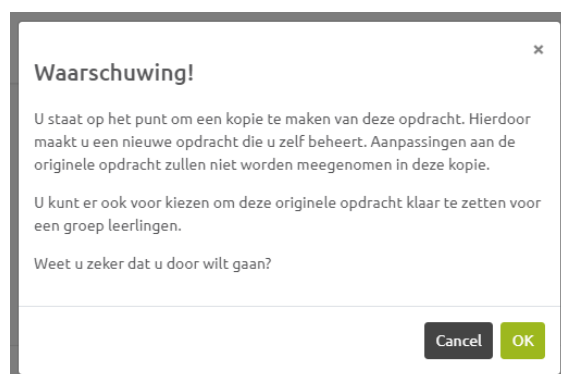 ×
Waarschuwing!
U staat op het punt om een kopie te maken van deze opdracht. Hierdoor
maakt u een nieuwe opdracht die u zelf beheert. Aanpassingen aan de
originele opdracht zullen niet worden meegenomen in deze kopie.
U kunt er ook voor kiezen om deze originele opdracht klaar te zetten voor
een groep leerlingen.
Weet u zeker dat u door wilt gaan?
Cancel OK